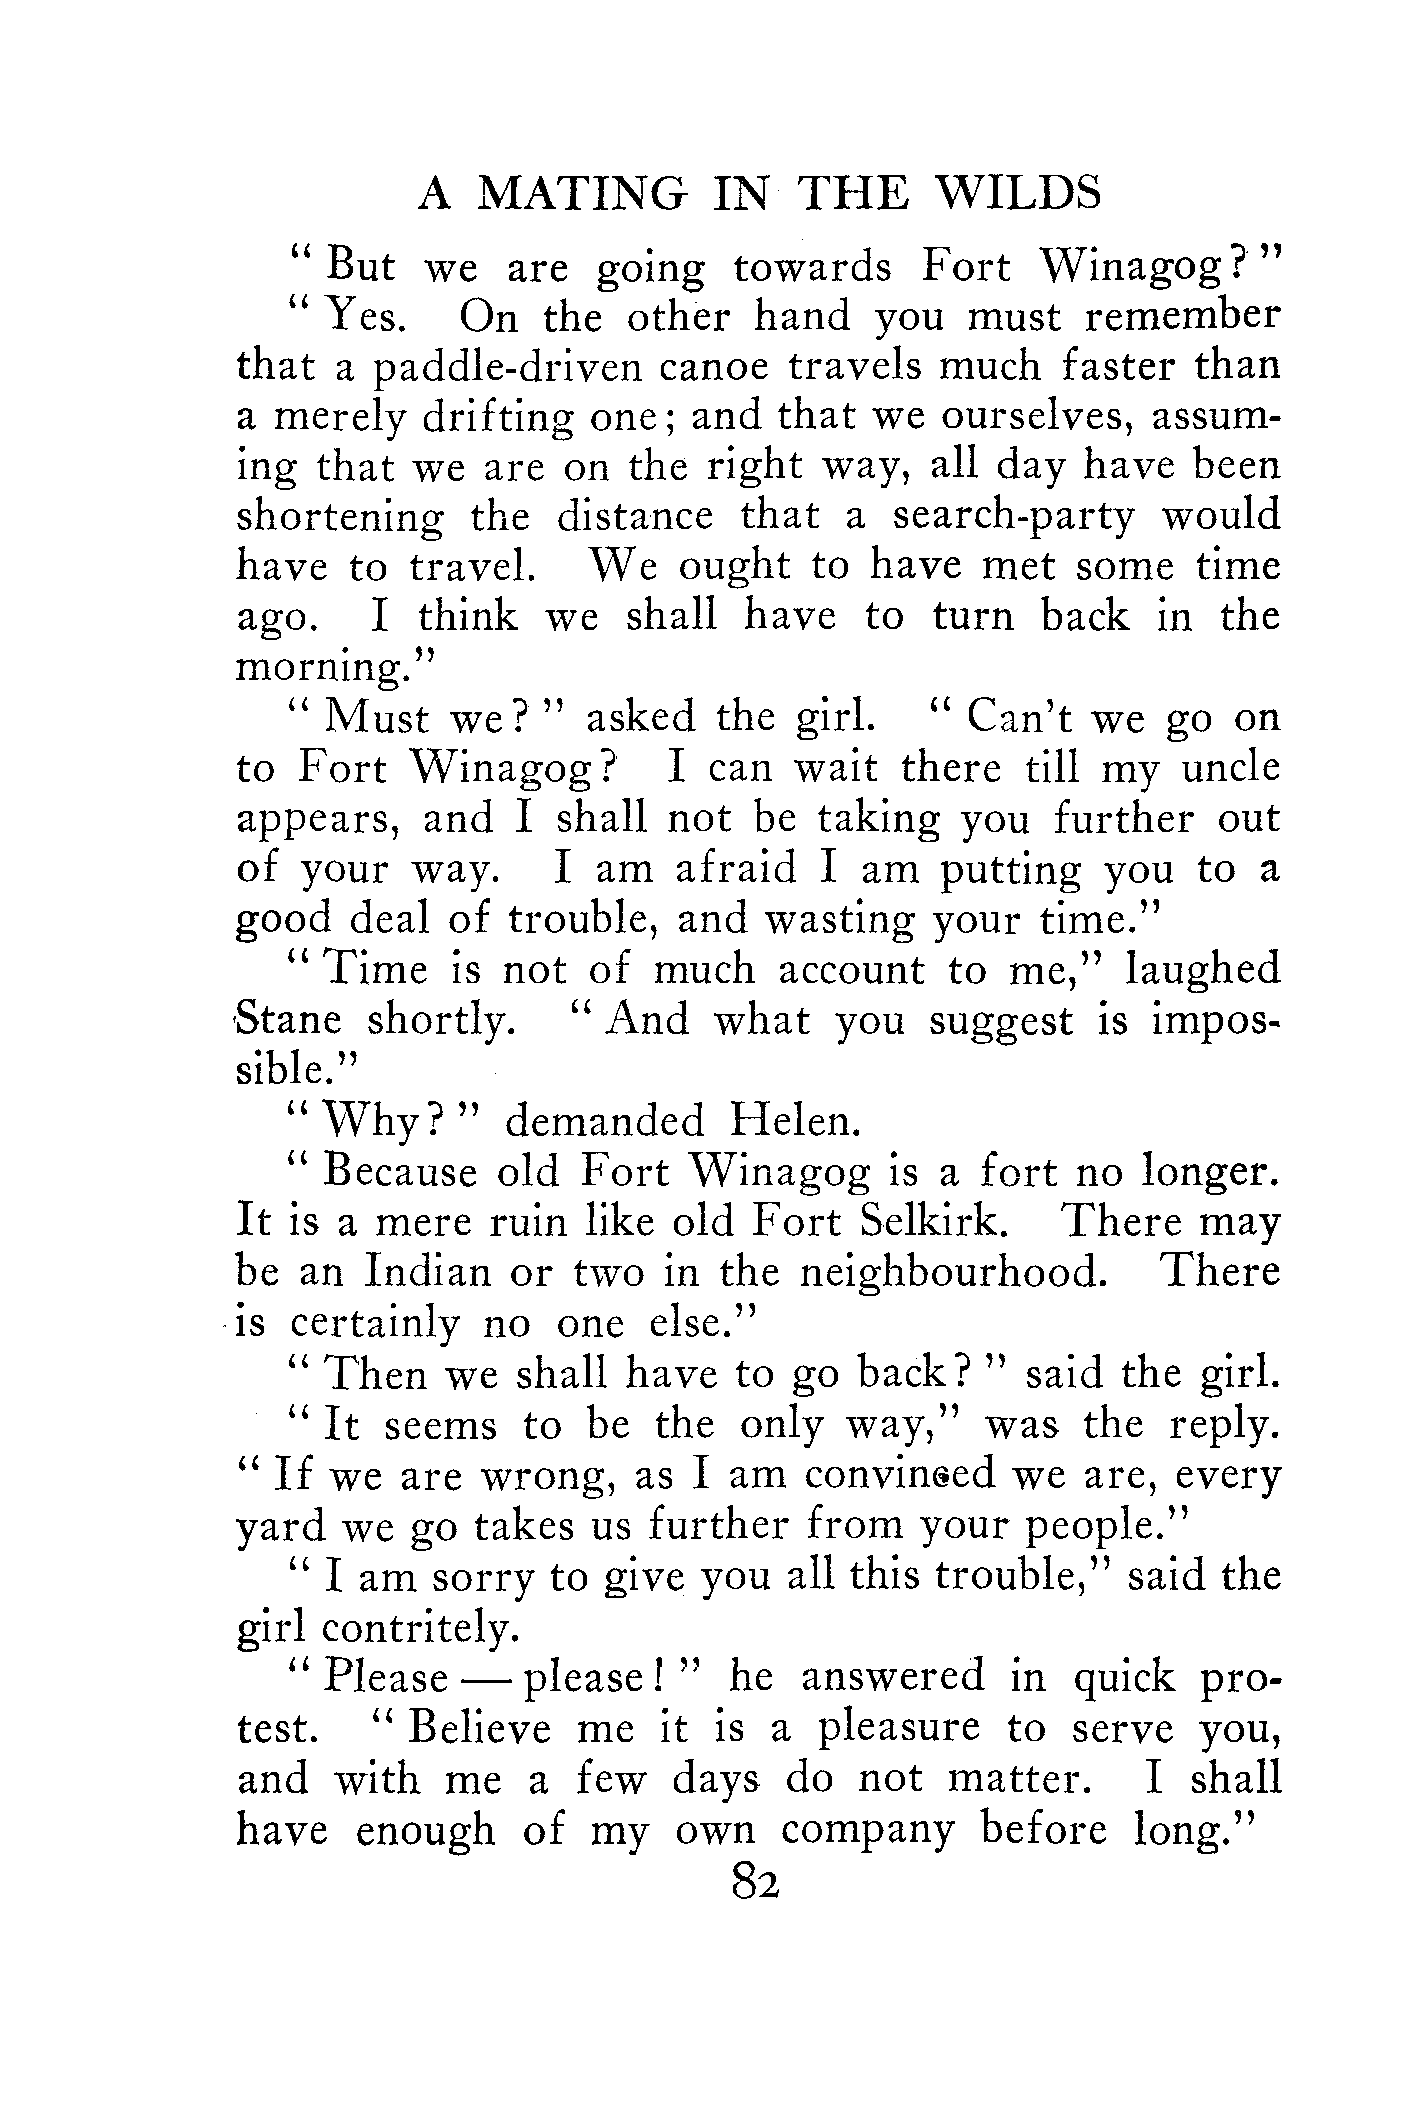 A MATING IN THE WILDS
“ But we are going towards Fort Winagog? ”
“ Yes. On the other hand you must remember
that a paddle-driven canoe travels much faster than
a merely drifting one; and that we ourselves, assum-
ing that we are on the right way, all day have been
shortening the distance that a search-party would
have to travel. We ought to have met some time
ago. I think we shall have to turn back in the
morning.”
“ Must we? ” asked the girl. “ Can’t we go on
to Fort Winagog? I can wait there till my uncle
appears, and I shall not be taking you further out
of your way. I am afraid I am putting you to a
good deal of trouble, and wasting your time.”
“ Time is not of much account to me,” laughed
Stane shortly. “ And what you suggest is impos-
sible.”
“ Why? ” demanded Helen.
“ Because old Fort Winagog is a fort no longer.
It is a mere ruin like old Fort Selkirk. There may
be an Indian or two in the neighbourhood. There
is certainly no one else.”
“ Then we shall have to go back? ” said the girl.
“ It seems to be the only way,” was the reply.
“ If we are wrong, as I am convinced we are, every
yard we go takes us further from your people.”
“ I am sorry to give you all this trouble,” said the
girl contritely.
“ Please — please! ” he answered in quick pro-
test. “ Believe me it is a pleasure to serve you,
and with me a few days do not matter. I shall
have enough of my own company before long.”
82